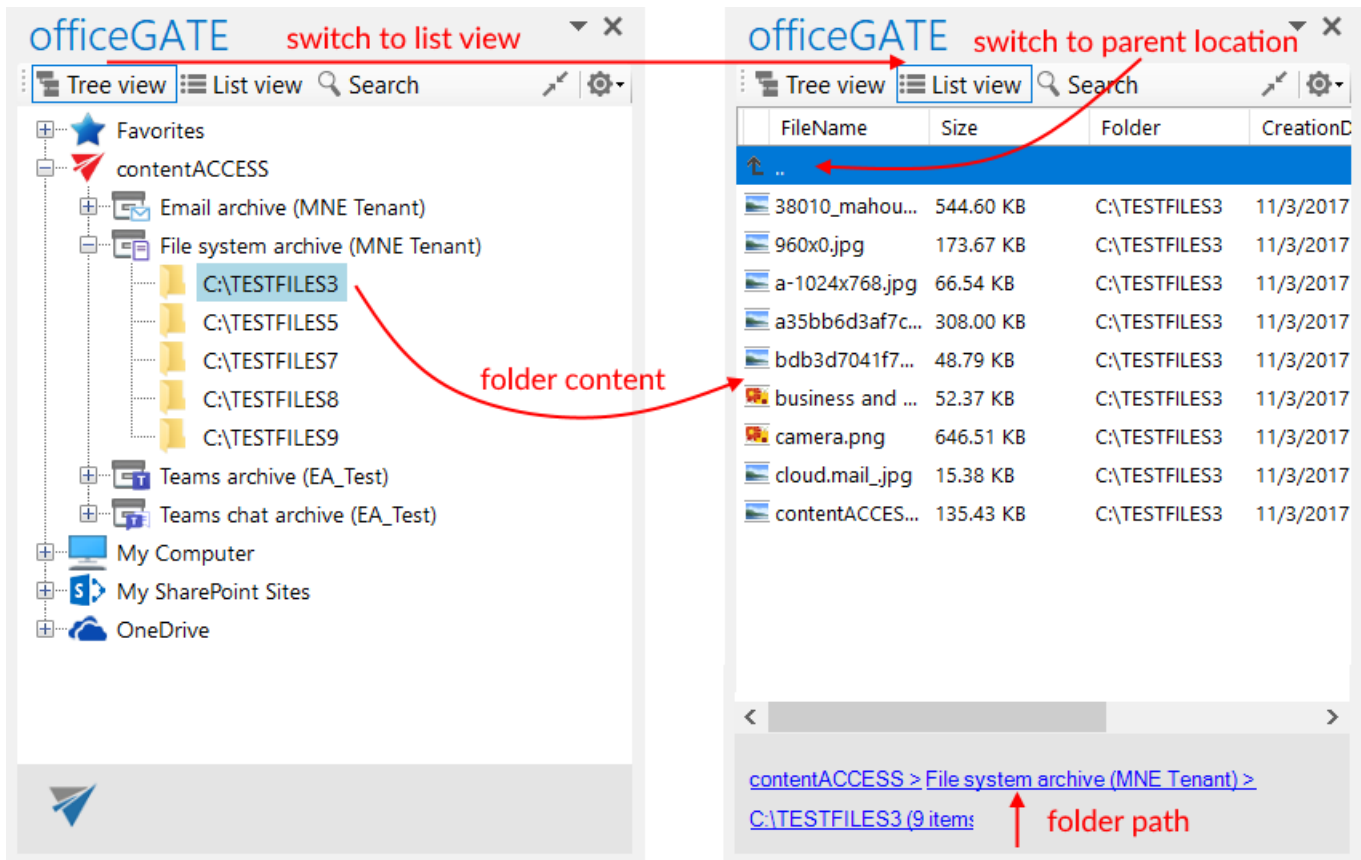 officeGATE
switch to list view
Tree view List view Search
Favorites
contentACCESS
Email archive (MNE Tenant)
File system archive (MNE Tenant)
C:\TESTFILES3
C:\TESTFILES5
C:\TESTFILES7
C:\TESTFILES8
C:\TESTFILES9
Teams archive (EA_Test)
Teams chat archive (EA_Test)
My Computer
My SharePoint Sites
OneDrive
folder content
officeGATE
switch to parent location
Tree view List view Search
FileName Size Folder CreationD
..
38010_mahou... 544.60 KB C:\TESTFILES3 11/3/2017
960x0.jpg 173.67 KB C:\TESTFILES3 11/3/2017
a-1024x768.jpg 66.54 KB C:\TESTFILES3 11/3/2017
a35bb6d3af7c... 308.00 KB C:\TESTFILES3 11/3/2017
bdb3d7041f7... 48.79 KB C:\TESTFILES3 11/3/2017
business and ... 52.37 KB C:\TESTFILES3 11/3/2017
camera.png 646.51 KB C:\TESTFILES3 11/3/2017
cloud.mail_.jpg 15.38 KB C:\TESTFILES3 11/3/2017
contentACCES... 135.43 KB C:\TESTFILES3 11/3/2017
contentACCESS > File system archive (MNE Tenant) >
C:\TESTFILES3 (9 items
folder path